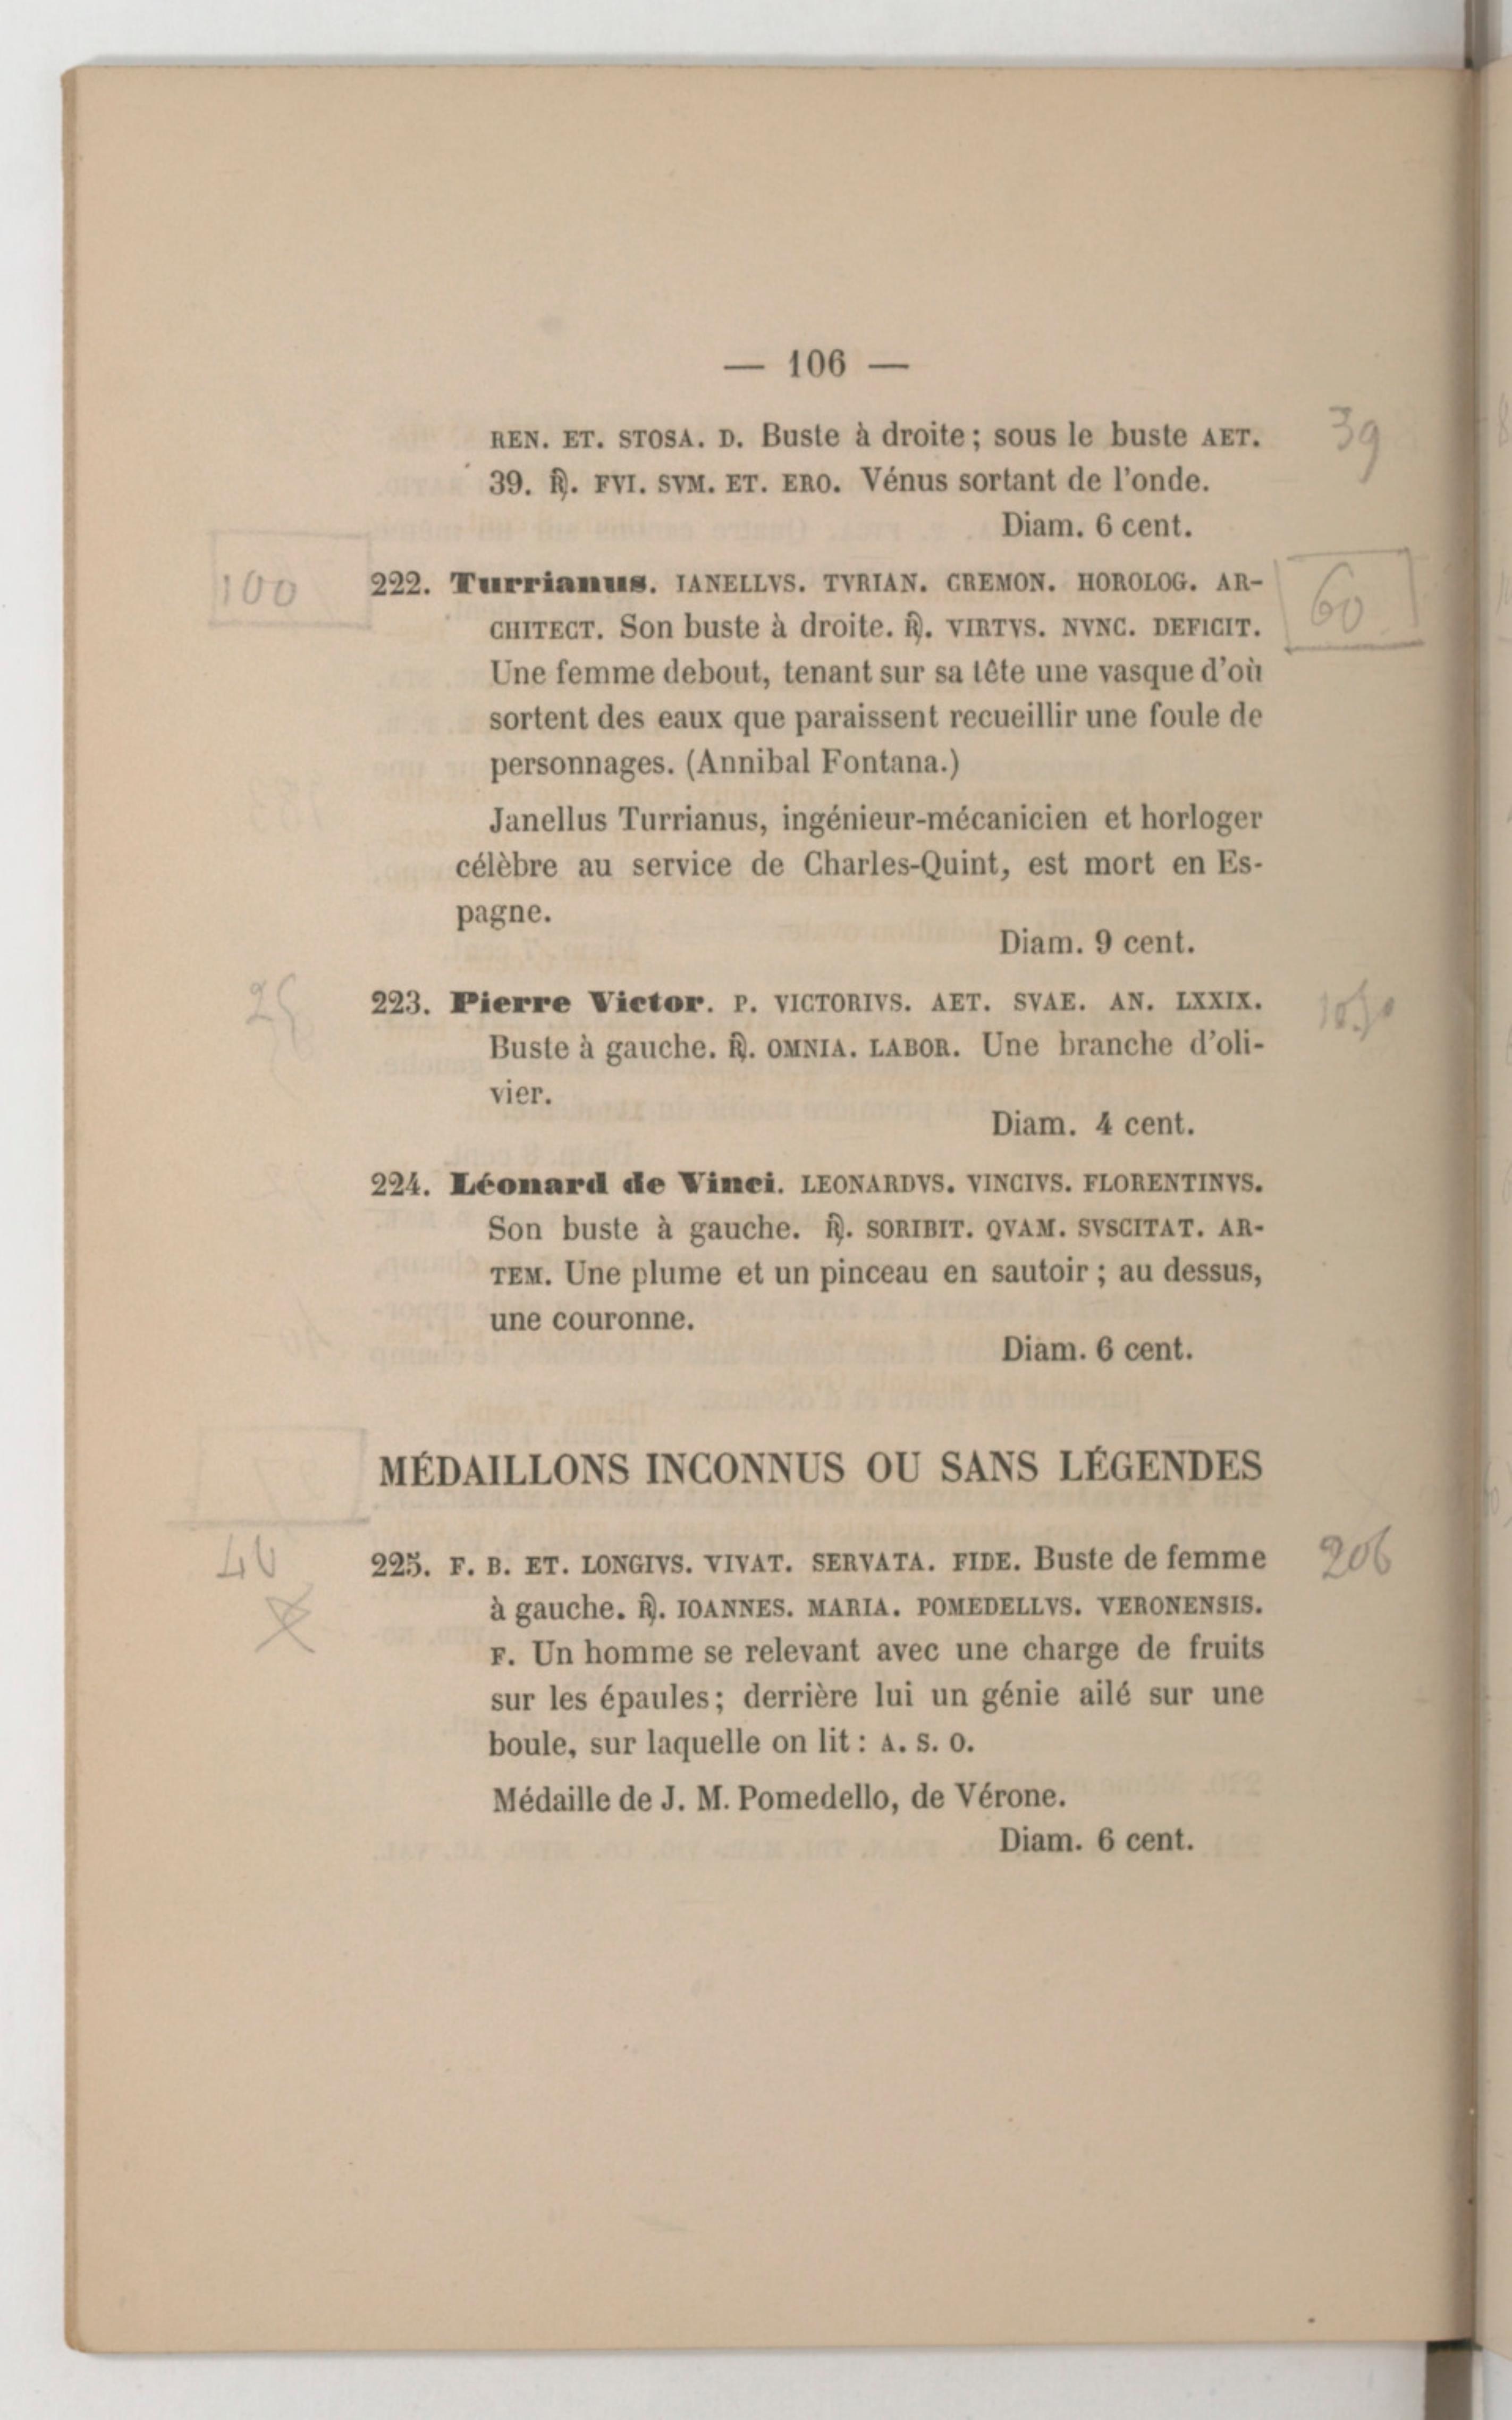 — 106 —
REN. ET. STOSA. D. Buste à droite; sous le buste AET. 39
39. ꝶ. FVI. SVM. ET. ERO. Vénus sortant de l'onde.
Diam. 6 cent.
100 222. Turrianus. IANELLVS. TVRIAN. CREMON. HOROLOG. AR- 60
CHITECT. Son buste à droite. ꝶ. VIRTVS. NVNC. DEFICIT.
Une femme debout, tenant sur sa tête une vasque d'où
sortent des eaux que paraissent recueillir une foule de
personnages. (Annibal Fontana.)
Janellus Turrianus, ingénieur-mécanicien et horloger
célèbre au service de Charles-Quint, est mort en Es-
pagne.
Diam. 9 cent.
25 223. Pierre Victor. P. VICTORIVS. AET. SVAE. AN. LXXIX.
Buste à gauche. ꝶ. OMNIA. LABOR. Une branche d'oli-
vier.
Diam. 4 cent.
224. Léonard de Vinci. LEONARDVS. VINCIVS. FLORENTINVS.
Son buste à gauche. ꝶ. SORIBIT. QVAM. SVSCITAT. AR-
TEM. Une plume et un pinceau en sautoir; au dessus,
une couronne.
Diam. 6 cent.
MÉDAILLONS INCONNUS OU SANS LÉGENDES
225. F. B. ET. LONGIVS. VIVAT. SERVATA. FIDE. Buste de femme 206
à gauche. ꝶ. IOANNES. MARIA. POMEDELLVS. VERONENSIS.
F. Un homme se relevant avec une charge de fruits
sur les épaules; derrière lui un génie ailé sur une
boule, sur laquelle on lit: A. S. O.
Médaille de J. M. Pomedello, de Vérone.
Diam. 6 cent.